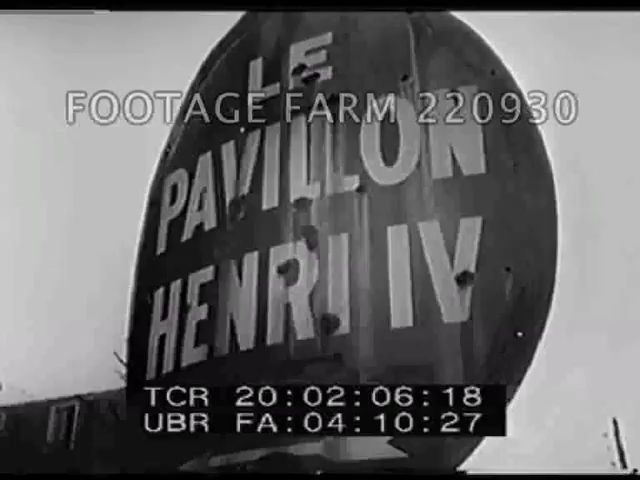 LE
FOOTAGE FARM 220930
PAVILLON
HENRI IV
TCR 20:02:06:18
UBR FA:04:10:27